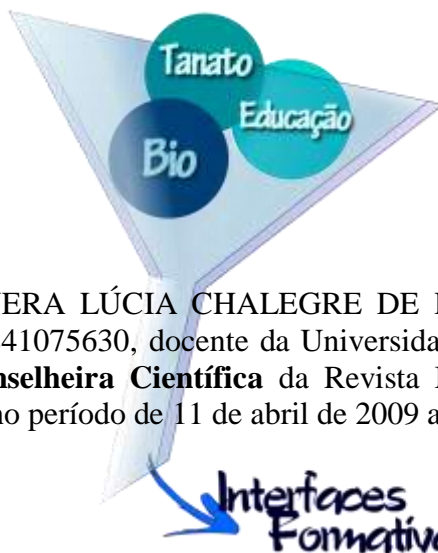 Tanato
Educação
Bio
VERA LÚCIA CHALEGRE DE
41075630, docente da Universida
nselheira Científica da Revista
no período de 11 de abril de 2009 a
Interfaces
Formativa